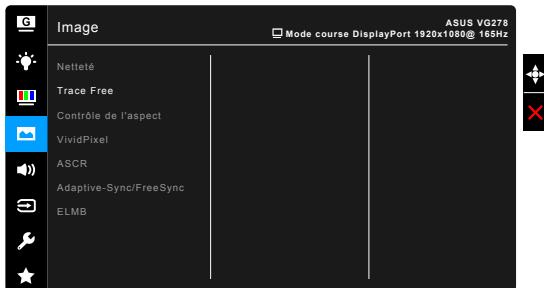 G
Image
ASUS VG278
Mode course DisplayPort 1920x1080@ 165Hz
Netteté
Trace Free
Contrôle de l'aspect
VividPixel
ASCR
Adaptive-Sync/FreeSync
ELMB